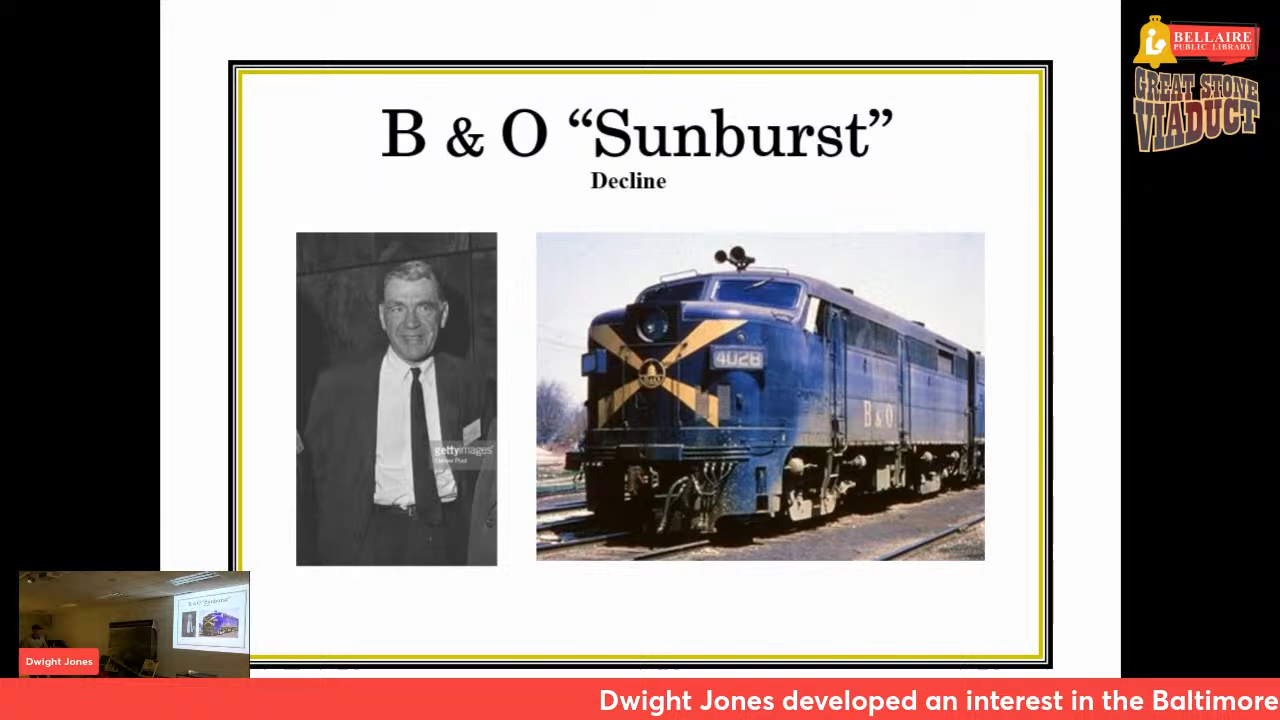 BELLAIRE
PUBLIC LIBRARY
GREAT STONE
VIADUCT
B & O “Sunburst”
Decline
4028
B & O
gettyimages
Dwight Jones
Dwight Jones developed an interest in the Baltimore